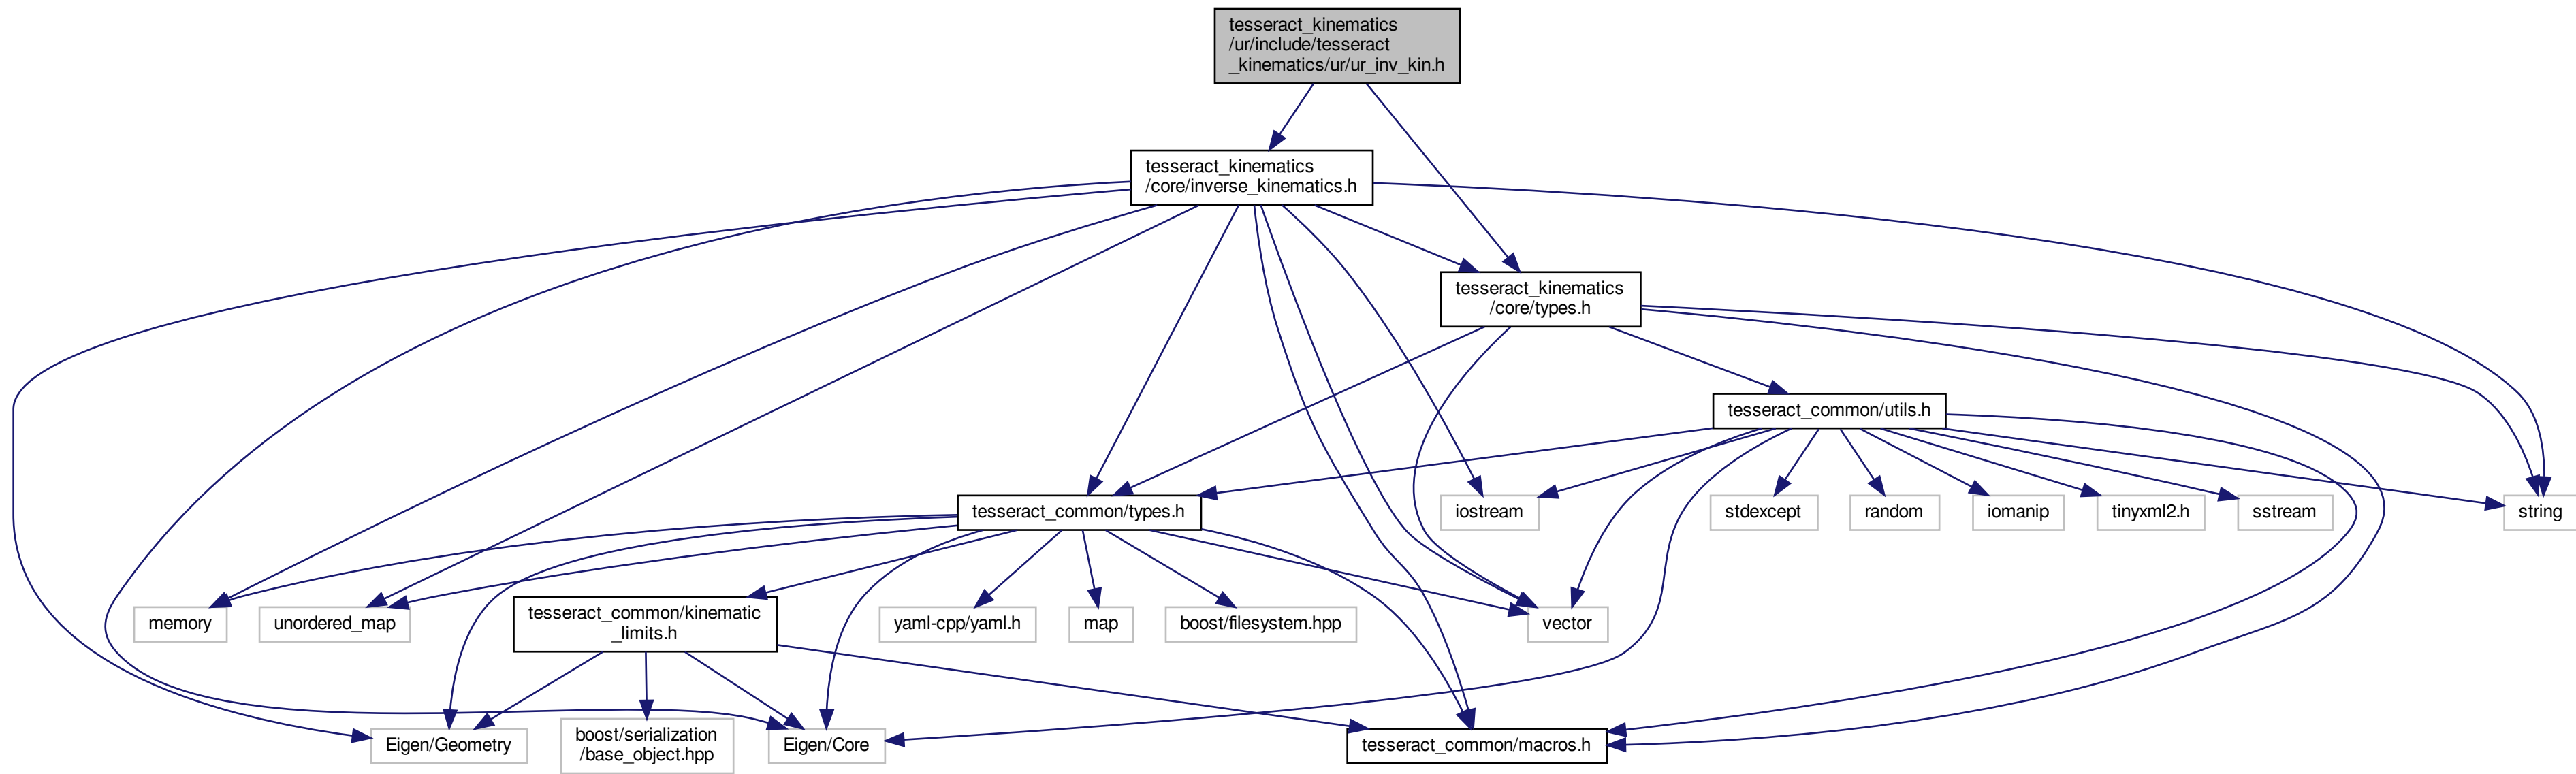 tesseract_kinematics
/ur/include/tesseract
_kinematics/ur/ur_inv_kin.h
tesseract_kinematics
/core/inverse_kinematics.h
tesseract_kinematics
/core/types.h
tesseract_common/utils.h
tesseract_common/types.h
iostream
stdexcept
random
iomanip
tinyxml2.h
sstream
string
memory
unordered_map
tesseract_common/kinematic
_limits.h
yaml-cpp/yaml.h
map
boost/filesystem.hpp
vector
Eigen/Geometry
boost/serialization
/base_object.hpp
Eigen/Core
tesseract_common/macros.h